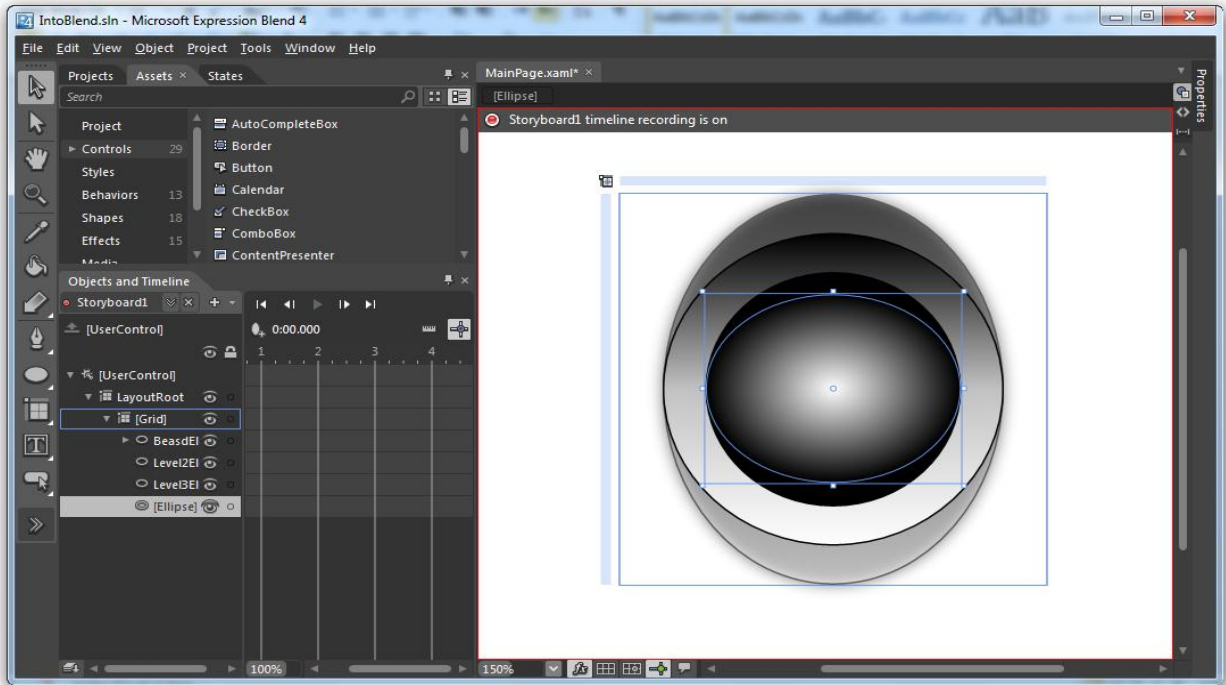 IntoBlend.sln - Microsoft Expression Blend 4
File Edit View Object Project Tools Window Help
Projects Assets × States
Search
Project
Controls 29
Styles
Behaviors 13
Shapes 18
Effects 15
Media
AutoCompleteBox
Border
Button
Calendar
CheckBox
ComboBox
ContentPresenter
Objects and Timeline
Storyboard1
[UserControl]
0:00.000
1 2 3 4
[UserControl]
LayoutRoot
[Grid]
BeasdEl
Level2El
Level3El
[Ellipse]
100%
MainPage.xaml* ×
[Ellipse]
Storyboard1 timeline recording is on
150%
Properties